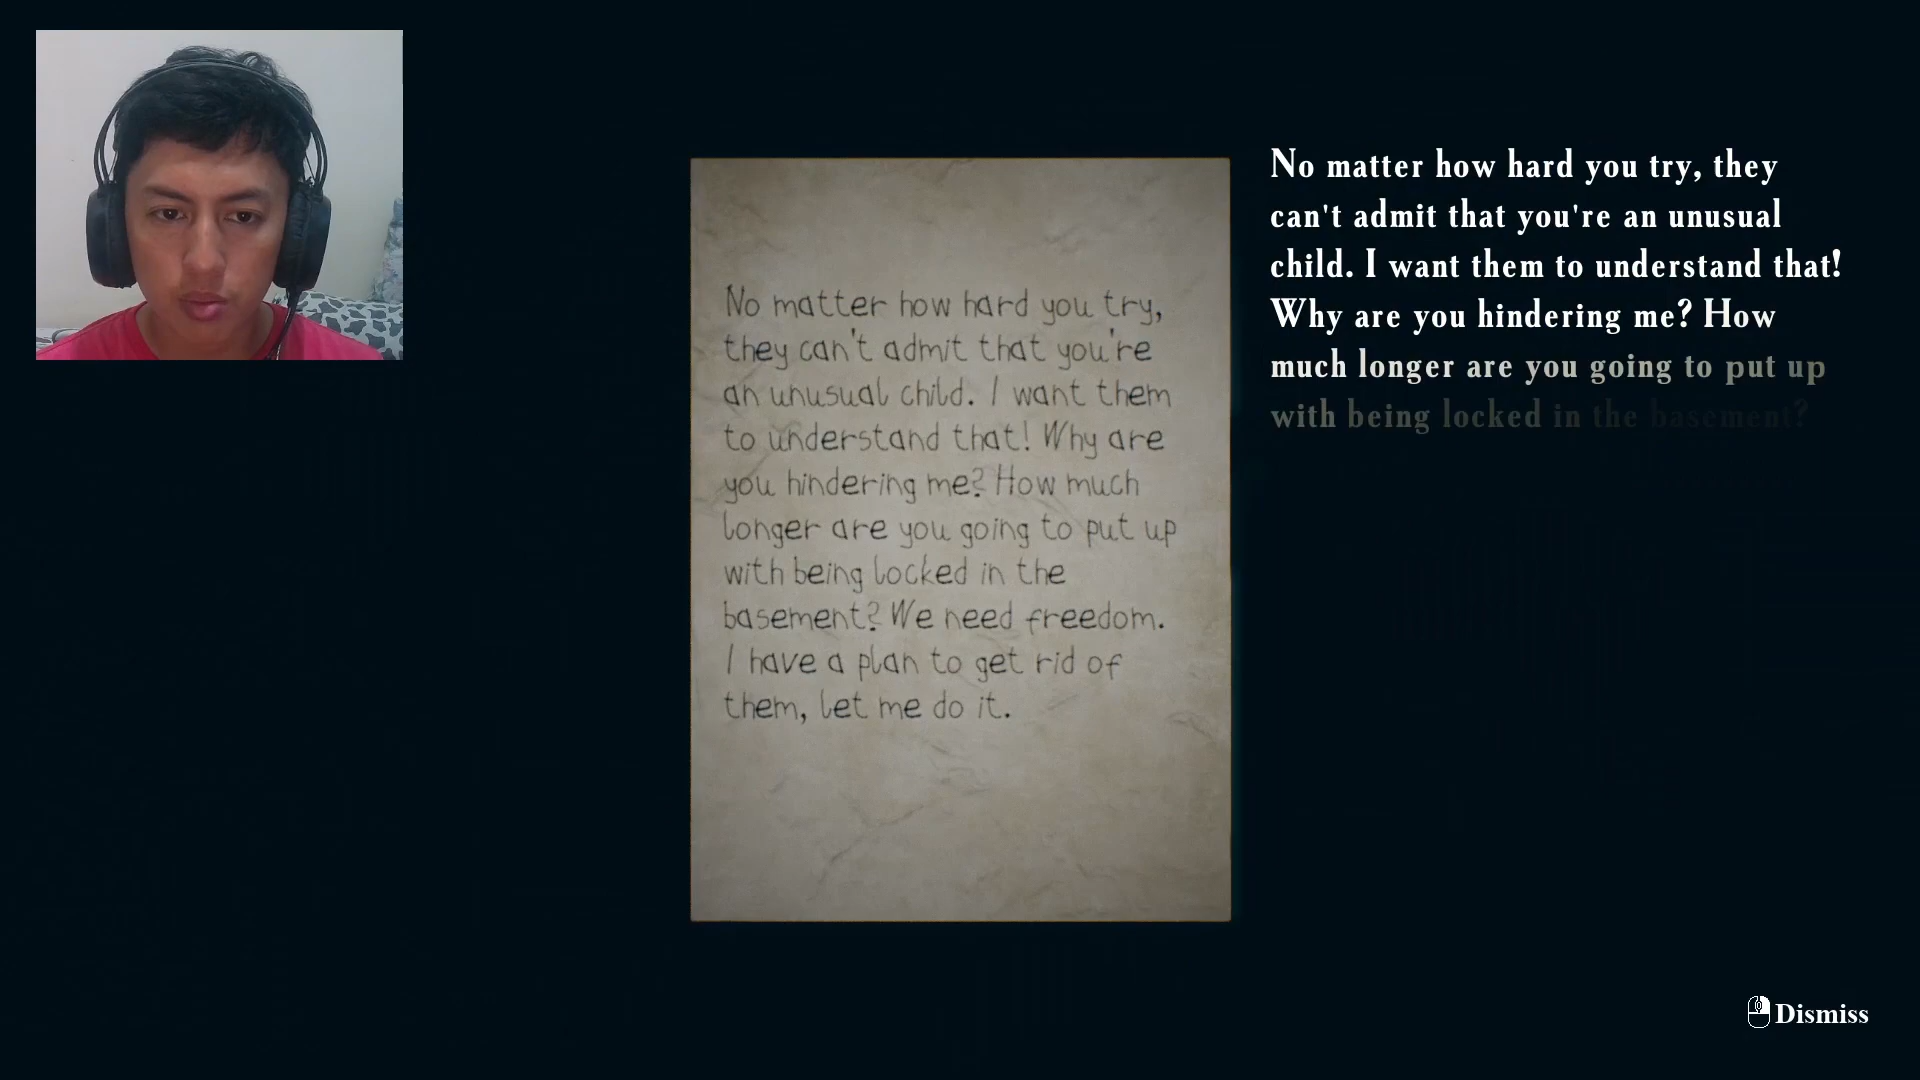 No matter how hard you try,
they can't admit that you're
an unusual child. I want them
to understand that! Why are
you hindering me? How much
longer are you going to put up
with being locked in the
basement? We need freedom.
I have a plan to get rid of
them, let me do it.
No matter how hard you try, they
can't admit that you're an unusual
child. I want them to understand that!
Why are you hindering me? How
much longer are you going to put up
with being locked in the basement?
Dismiss